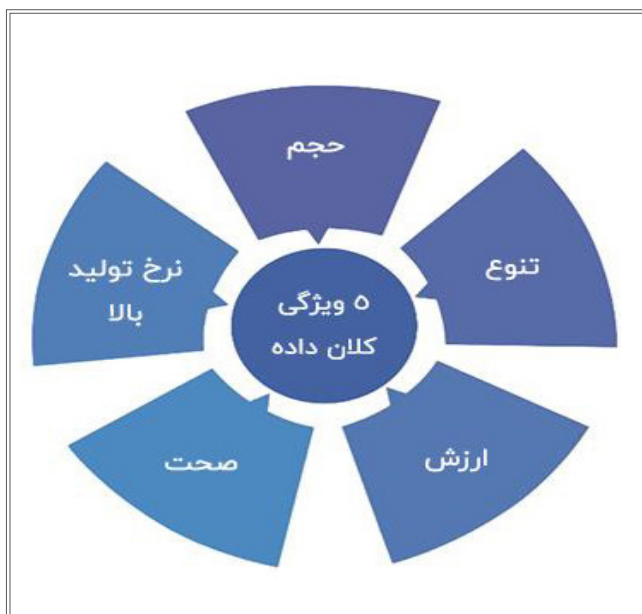 حجم
تنوع
نرخ تولید
بالا
۵ ویژگی
کلان داده
ارزش
صحت